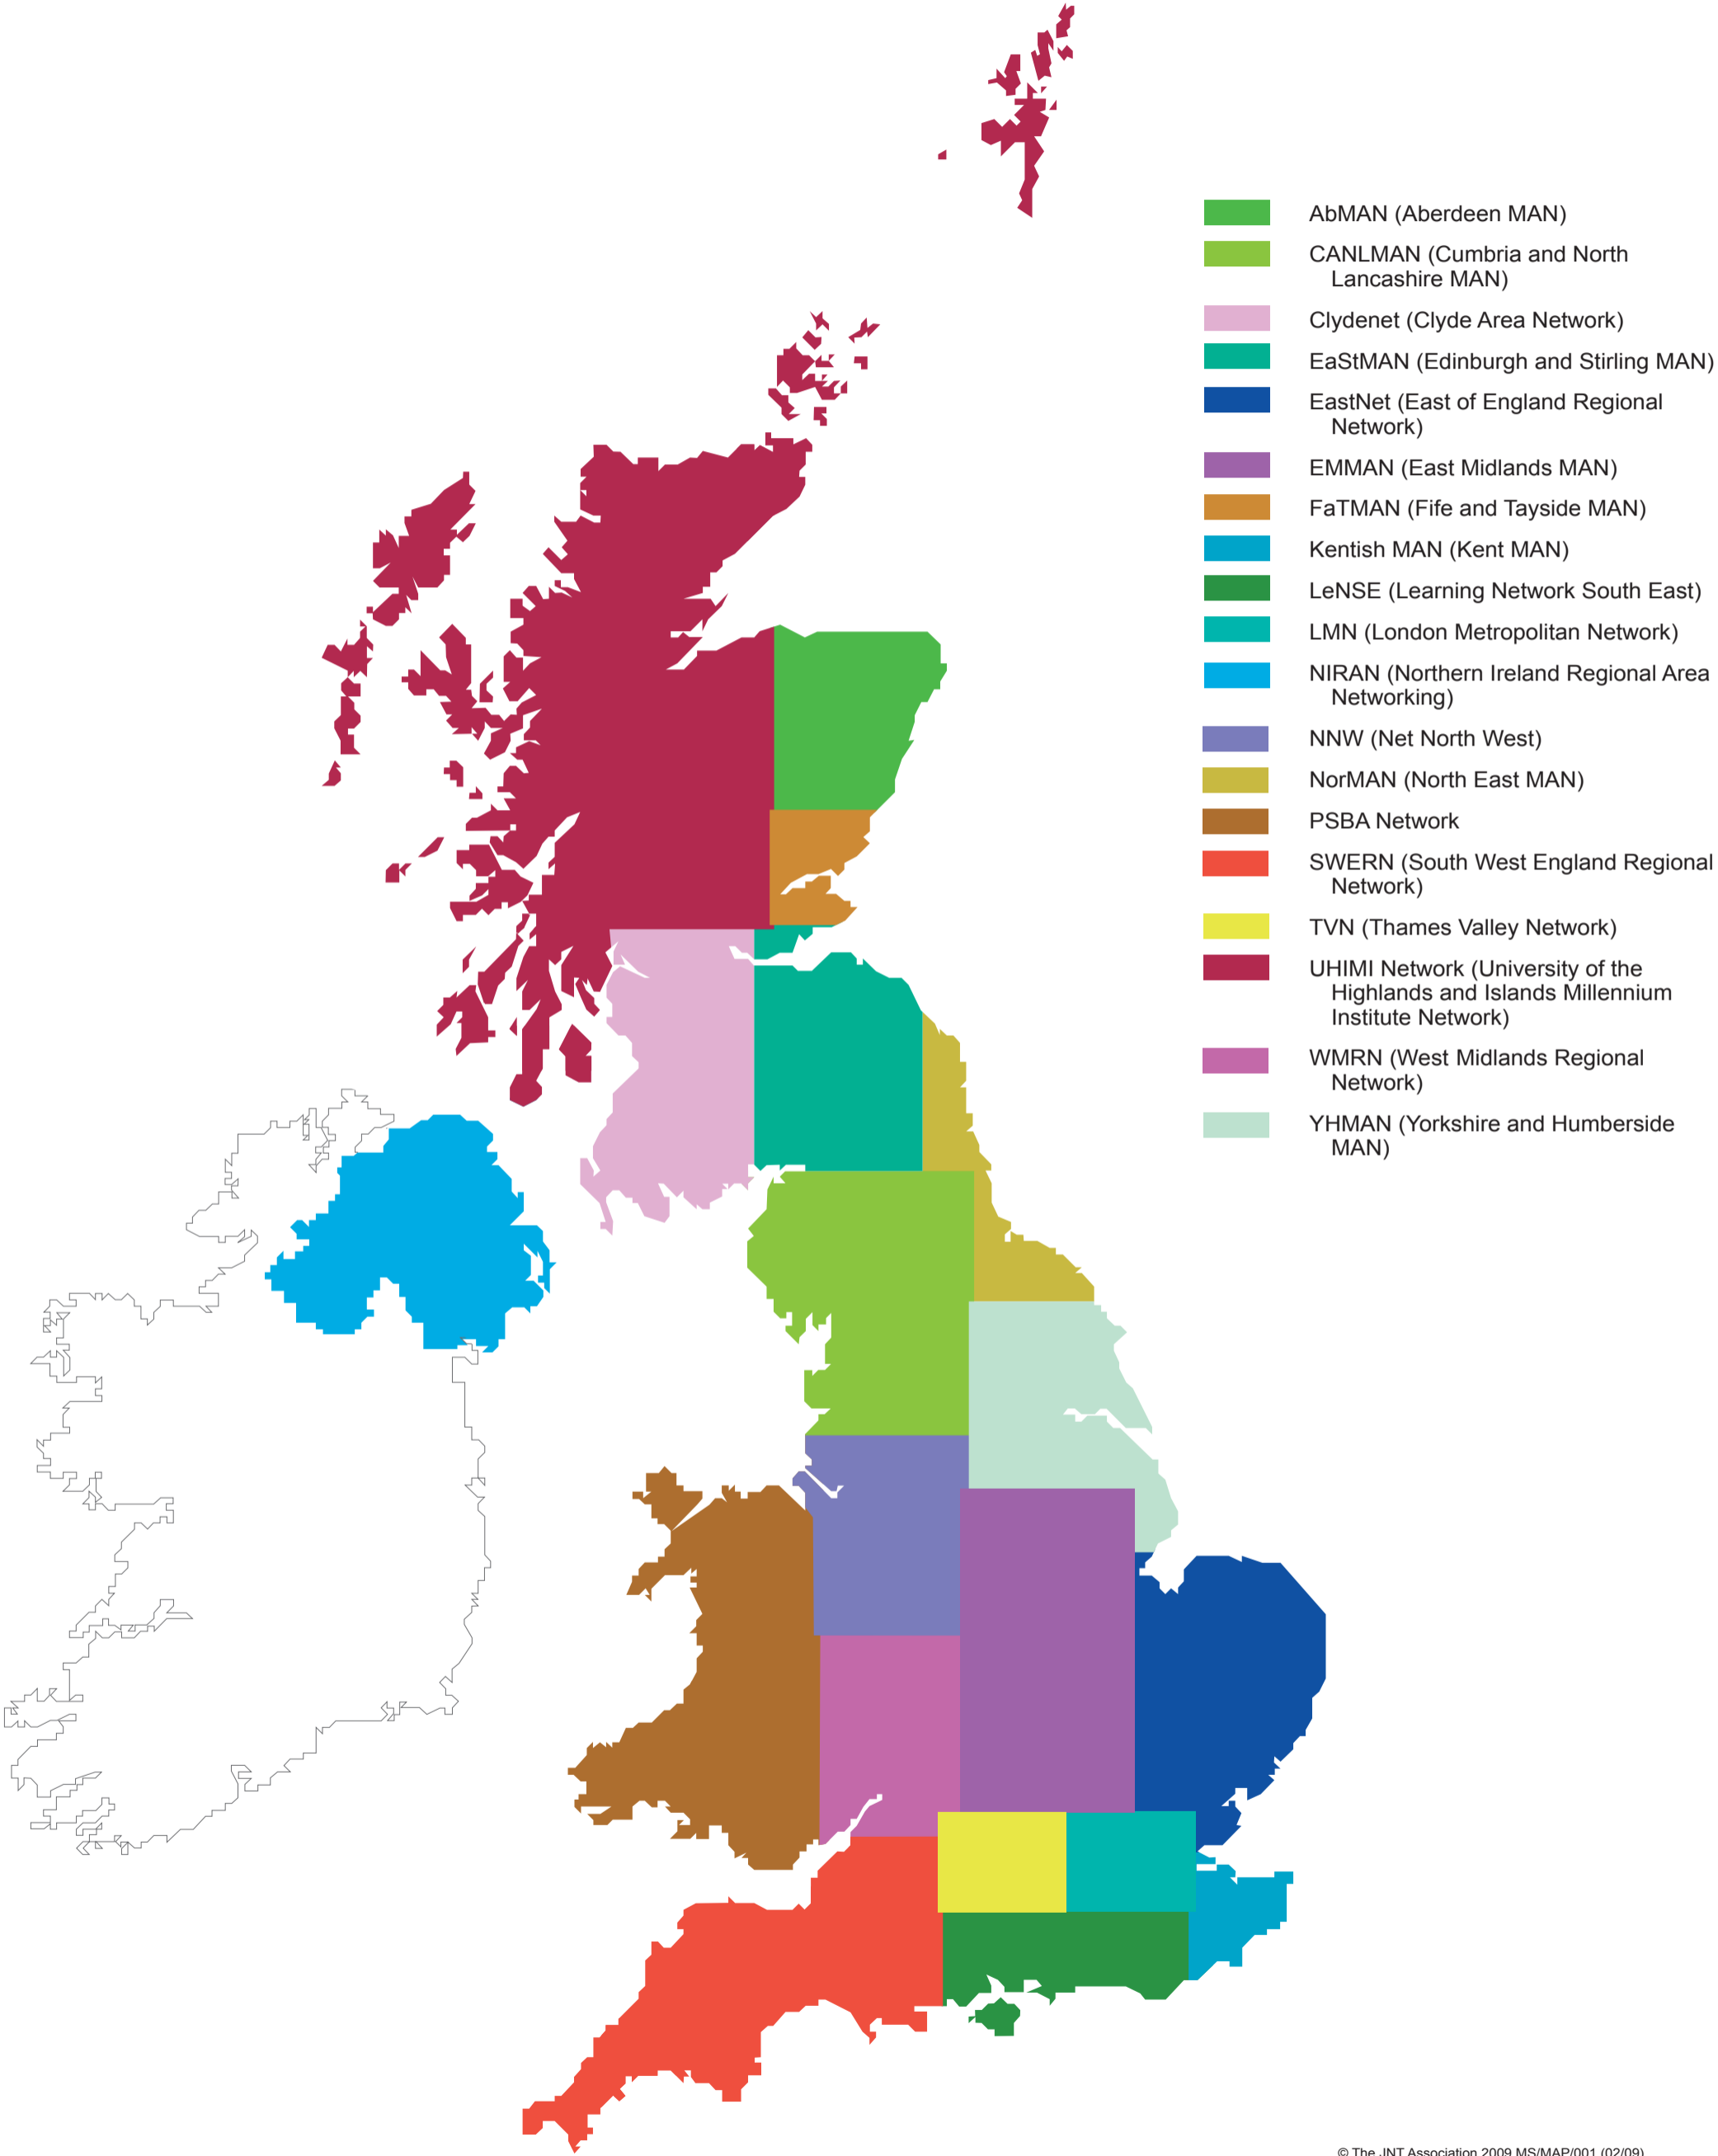 AbMAN (Aberdeen MAN)
CANLMAN (Cumbria and North
Lancashire MAN)
Clydenet (Clyde Area Network)
EaStMAN (Edinburgh and Stirling MAN)
EastNet (East of England Regional
Network)
EMMAN (East Midlands MAN)
FaTMAN (Fife and Tayside MAN)
Kentish MAN (Kent MAN)
LeNSE (Learning Network South East)
LMN (London Metropolitan Network)
NIRAN (Northern Ireland Regional Area
Networking)
NNW (Net North West)
NorMAN (North East MAN)
PSBA Network
SWERN (South West England Regional
Network)
TVN (Thames Valley Network)
UHIMI Network (University of the
Highlands and Islands Millennium
Institute Network)
WMRN (West Midlands Regional
Network)
YHMAN (Yorkshire and Humberside
MAN)
© The JNT Association 2009 MS/MAP/001 (02/09)